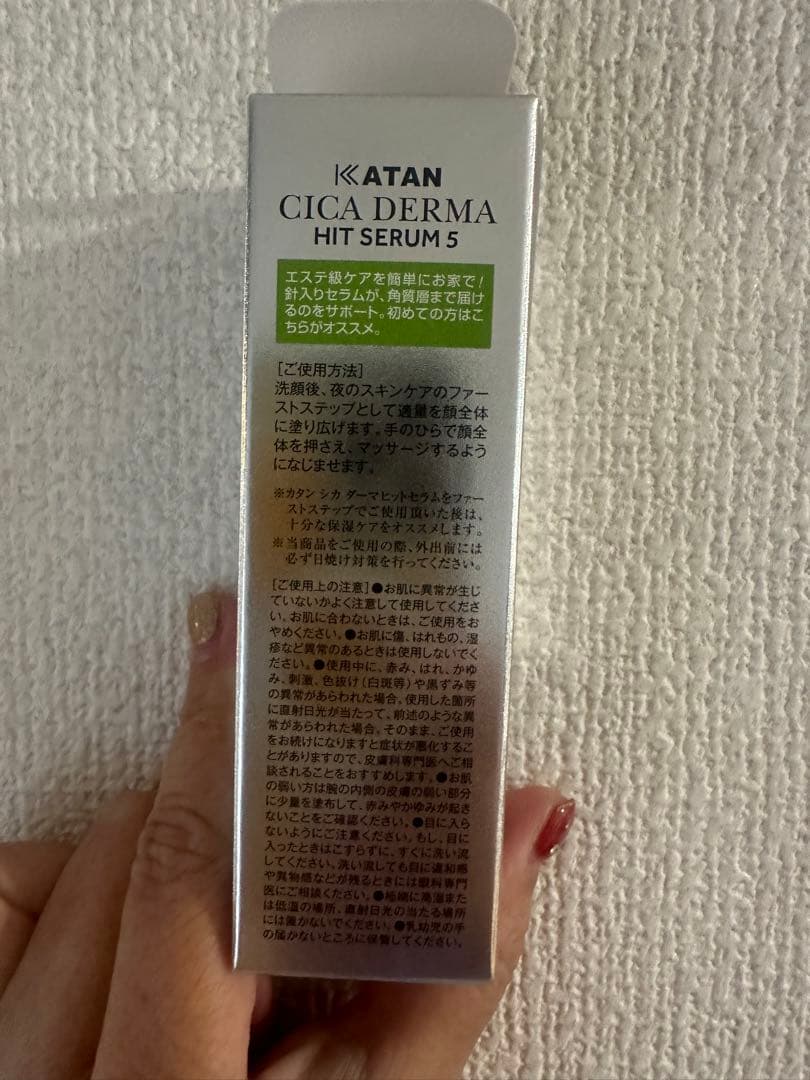 KATAN
CICA DERMA
HIT SERUM 5
エステ級ケアを簡単にお家で！
針入りセラムが、角質層まで届け
るのをサポート。初めての方はこ
ちらがオススメ。
［ご使用方法］
洗顔後、夜のスキンケアのファー
ストステップとして適量を顔全体
に塗り広げます。手のひらで顔全
体を押さえ、マッサージするよう
になじませます。
※カタン シカ ダーマヒットセラムをファー
ストステップでご使用頂いた後は、
十分な保湿ケアをオススメします。
※当商品をご使用の際、外出前には
必ず日焼け対策を行ってください。
［ご使用上の注意］●お肌に異常が生じ
ていないかよく注意して使用してくださ
い。お肌に合わないときは、ご使用をお
やめください。●お肌に傷、はれもの、湿
疹など異常のあるときは使用しないでく
ださい。●使用中に、赤み、はれ、かゆ
み、刺激、色抜け（白斑等）や黒ずみ等
の異常があらわれた場合。使用した箇所
に直射日光が当たって、前述のような異
常があらわれた場合。そのまま、ご使用
をお続けになりますと症状が悪化するこ
とがありますので、皮膚科専門医へご相
談されることをおすすめします。●お肌
の弱い方は腕の内側の皮膚の弱い部分
に少量を塗布して、赤みやかゆみが起き
ないことをご確認ください。●目に入ら
ないようにご注意ください。もし、目に
入ったときはこすらずに、すぐに洗い流
してください。洗い流しても目に違和感
や異物感などが残るときには眼科専門
医にご相談ください。●極端に高温また
は低温の場所、直射日光の当たる場所
には置かないでください。●乳幼児の手
の届かないところに保管してください。